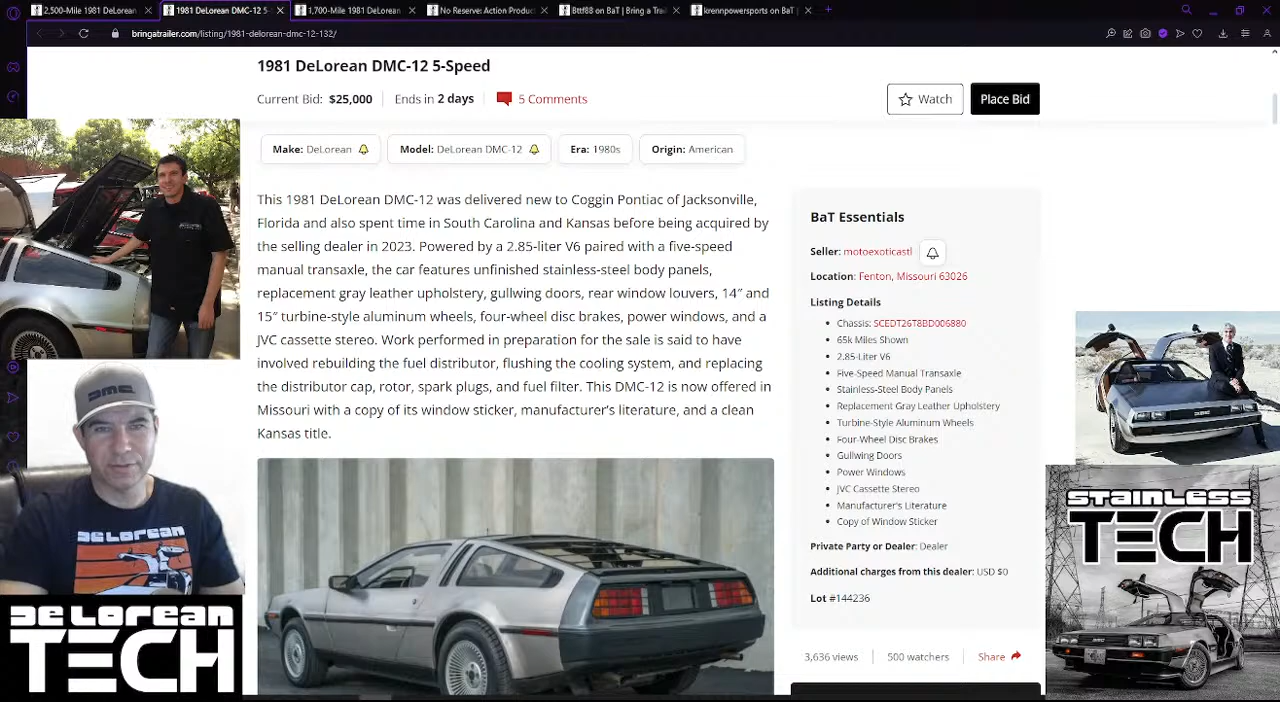 2,500-Mile 1981 DeLorean
1981 DeLorean DMC-12 5-
1,700-Mile 1981 DeLorean
No Reserve: Action Produc
Bttf88 on BaT | Bring a Trai
krennpowersports on BaT |
bringatrailer.com/listing/1981-delorean-dmc-12-132/
1981 DeLorean DMC-12 5-Speed
Current Bid: $25,000
Ends in 2 days
5 Comments
Watch
Place Bid
Make: DeLorean
Model: DeLorean DMC-12
Era: 1980s
Origin: American
This 1981 DeLorean DMC-12 was delivered new to Coggin Pontiac of Jacksonville,
Florida and also spent time in South Carolina and Kansas before being acquired by
the selling dealer in 2023. Powered by a 2.85-liter V6 paired with a five-speed
manual transaxle, the car features unfinished stainless-steel body panels,
replacement gray leather upholstery, gullwing doors, rear window louvers, 14″ and
15″ turbine-style aluminum wheels, four-wheel disc brakes, power windows, and a
JVC cassette stereo. Work performed in preparation for the sale is said to have
involved rebuilding the fuel distributor, flushing the cooling system, and replacing
the distributor cap, rotor, spark plugs, and fuel filter. This DMC-12 is now offered in
Missouri with a copy of its window sticker, manufacturer's literature, and a clean
Kansas title.
BaT Essentials
Seller: motoexoticastl
Location: Fenton, Missouri 63026
Listing Details
Chassis: SCEDT26T8BD006880
65k Miles Shown
2.85-Liter V6
Five-Speed Manual Transaxle
Stainless-Steel Body Panels
Replacement Gray Leather Upholstery
Turbine-Style Aluminum Wheels
Four-Wheel Disc Brakes
Gullwing Doors
Power Windows
JVC Cassette Stereo
Manufacturer's Literature
Copy of Window Sticker
Private Party or Dealer: Dealer
Additional charges from this dealer: USD $0
Lot #144236
3,636 views
500 watchers
Share
DMC
DELOREAN
DELOREAN
TECH
STAINLESS
TECH